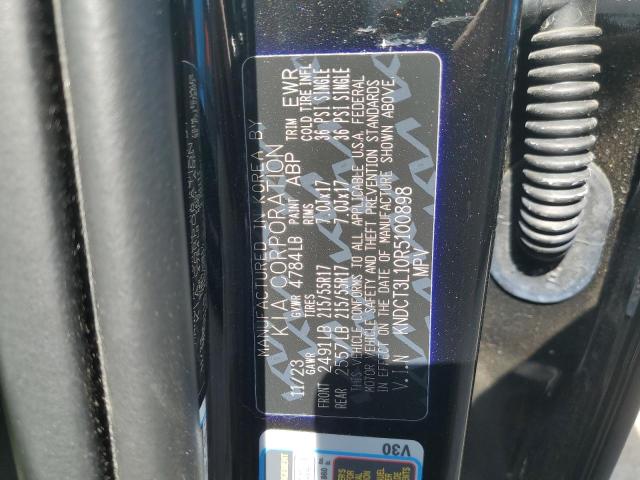 MANUFACTURED IN KOREA BY
KIA CORPORATION
11/23 GVWR 4784LB PAINT ABP TRIM EWR
GAWR TIRES RIMS COLD TIRE INFL
FRONT 2491LB 215/55R17 7.0Jx17 36 PSI SINGLE
REAR 2557LB 215/55R17 7.0Jx17 36 PSI SINGLE
THIS VEHICLE CONFORMS TO ALL APPLICABLE U.S.A. FEDERAL
MOTOR VEHICLE SAFETY AND THEFT PREVENTION STANDARDS
IN EFFECT ON THE DATE OF MANUFACTURE SHOWN ABOVE.
V.I.N KNDCT3L10R5100898
MPV
V30